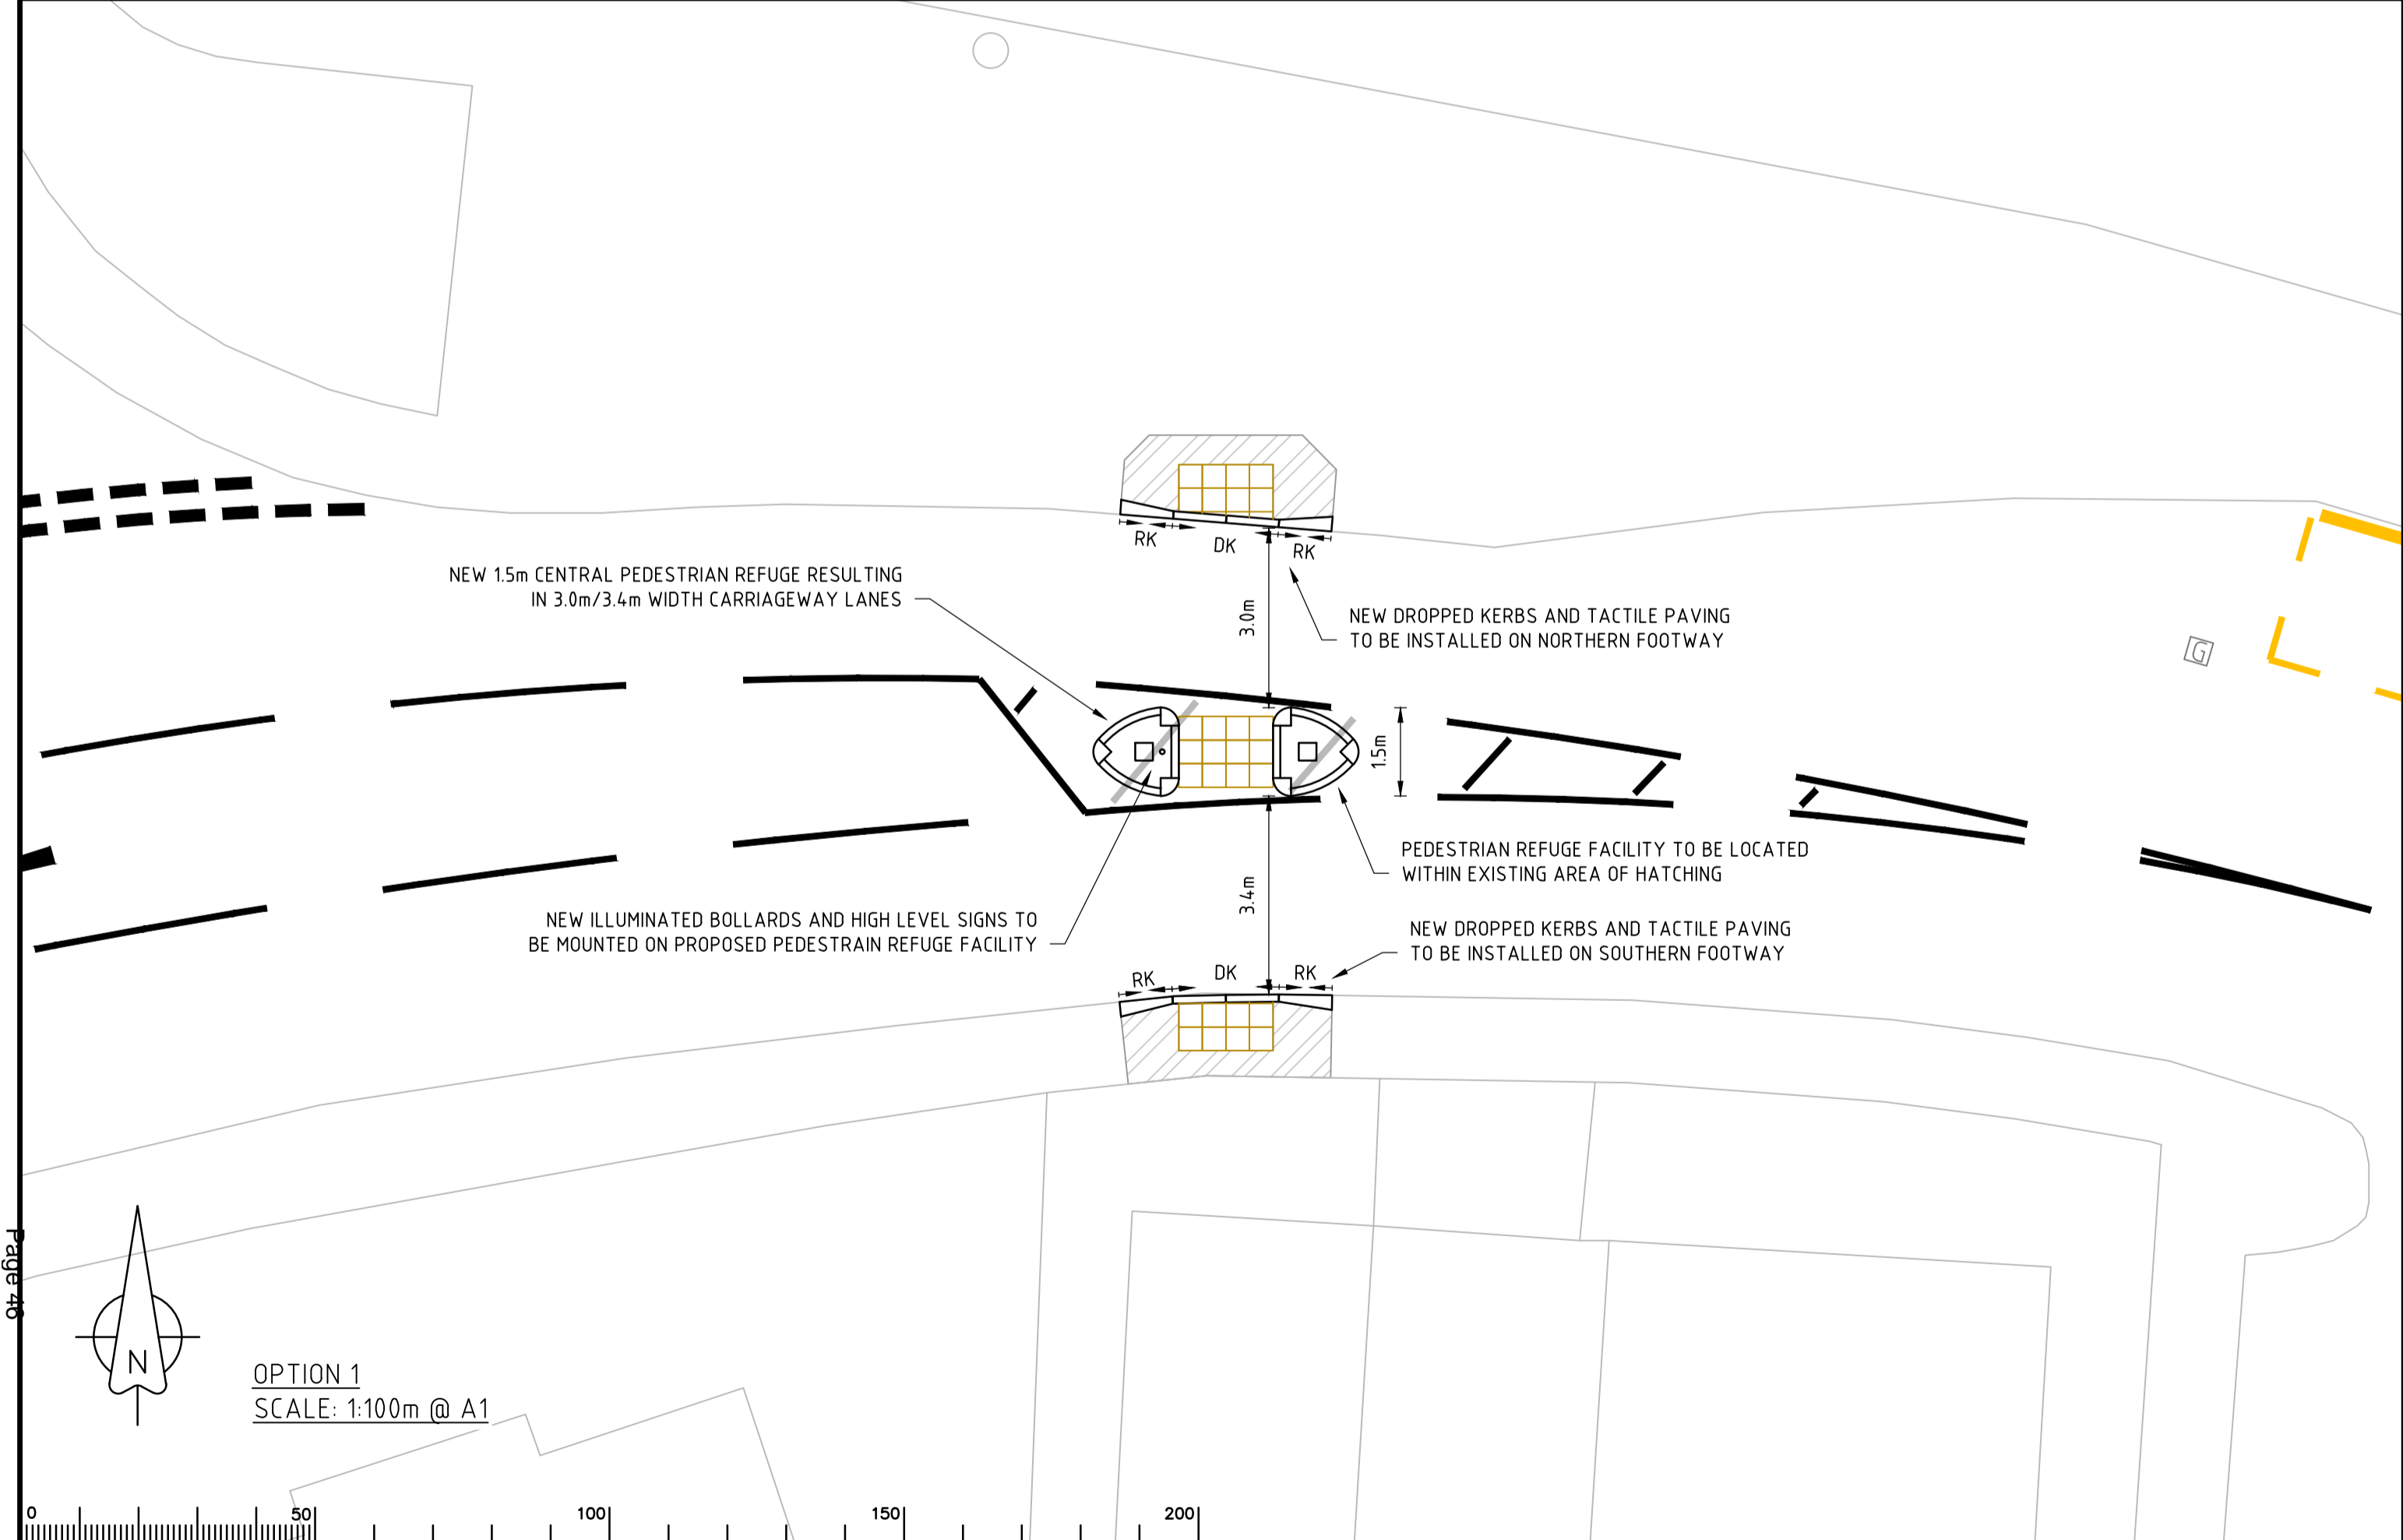 RK
DK
RK
NEW 1.5m CENTRAL PEDESTRIAN REFUGE RESULTING
IN 3.0m/3.4m WIDTH CARRIAGEWAY LANES
3.0m
NEW DROPPED KERBS AND TACTILE PAVING
TO BE INSTALLED ON NORTHERN FOOTWAY
G
1.5m
PEDESTRIAN REFUGE FACILITY TO BE LOCATED
WITHIN EXISTING AREA OF HATCHING
3.4m
NEW ILLUMINATED BOLLARDS AND HIGH LEVEL SIGNS TO
BE MOUNTED ON PROPOSED PEDESTRAIN REFUGE FACILITY
NEW DROPPED KERBS AND TACTILE PAVING
TO BE INSTALLED ON SOUTHERN FOOTWAY
RK
DK
RK
Page 46
N
OPTION 1
SCALE: 1:100m @ A1
0
50
100
150
200